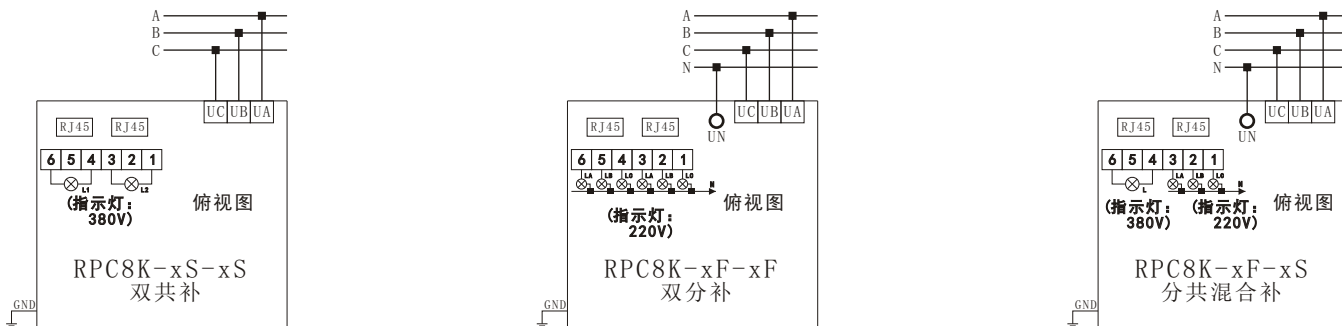 A
B
C
UC UB UA
RJ45 RJ45
6 5 4 3 2 1
L1 L2
(指示灯：
380V)
俯视图
RPC8K-xS-xS
双共补
GND
A
B
C
N
UC UB UA
UN
RJ45 RJ45
6 5 4 3 2 1
LA LB LC LA LB LC N
(指示灯：
220V)
俯视图
RPC8K-xF-xF
双分补
GND
A
B
C
N
UC UB UA
UN
RJ45 RJ45
6 5 4 3 2 1
L LA LB LC N
(指示灯：
380V)
(指示灯：
220V)
俯视图
RPC8K-xF-xS
分共混合补
GND